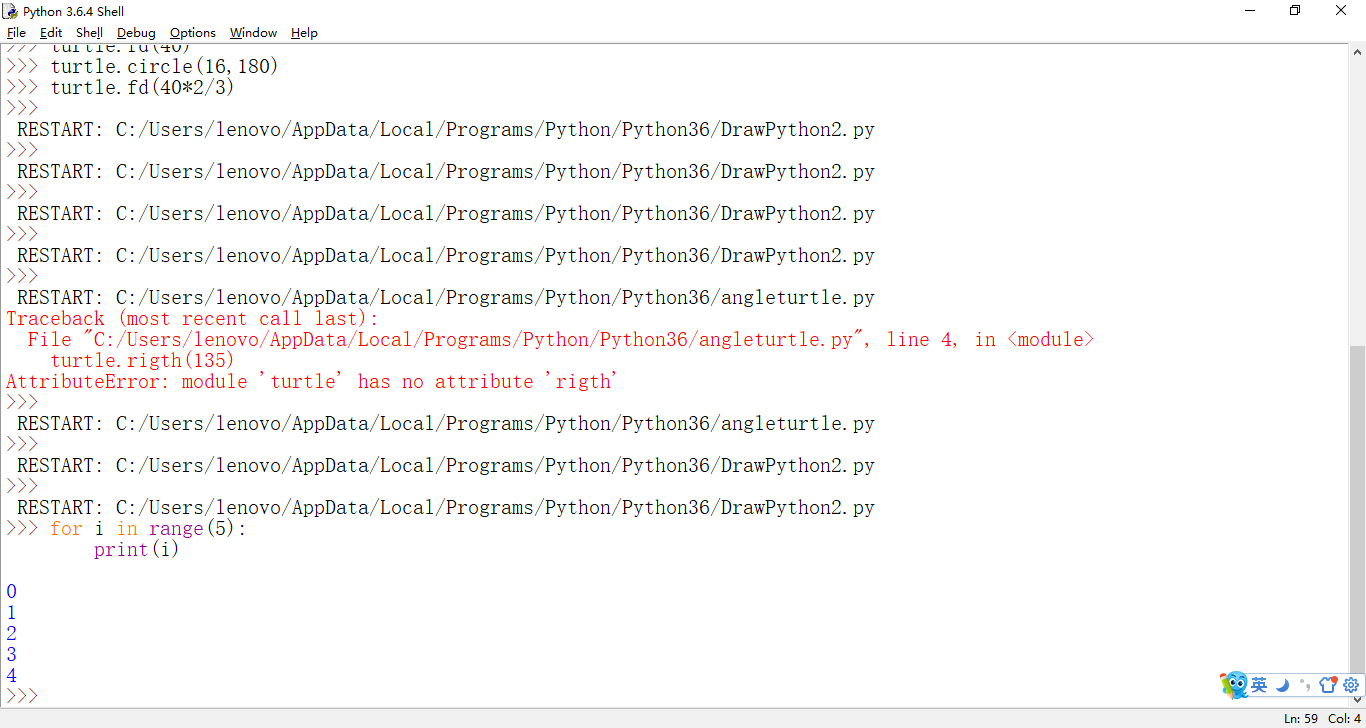 Python 3.6.4 Shell
File Edit Shell Debug Options Window Help
>>> turtle.fd(40)
>>> turtle.circle(16,180)
>>> turtle.fd(40*2/3)
>>>
RESTART: C:/Users/lenovo/AppData/Local/Programs/Python/Python36/DrawPython2.py
>>>
RESTART: C:/Users/lenovo/AppData/Local/Programs/Python/Python36/DrawPython2.py
>>>
RESTART: C:/Users/lenovo/AppData/Local/Programs/Python/Python36/DrawPython2.py
>>>
RESTART: C:/Users/lenovo/AppData/Local/Programs/Python/Python36/DrawPython2.py
>>>
RESTART: C:/Users/lenovo/AppData/Local/Programs/Python/Python36/angleturtle.py
Traceback (most recent call last):
File "C:/Users/lenovo/AppData/Local/Programs/Python/Python36/angleturtle.py", line 4, in <module>
turtle.rigth(135)
AttributeError: module 'turtle' has no attribute 'rigth'
>>>
RESTART: C:/Users/lenovo/AppData/Local/Programs/Python/Python36/angleturtle.py
>>>
RESTART: C:/Users/lenovo/AppData/Local/Programs/Python/Python36/DrawPython2.py
>>>
RESTART: C:/Users/lenovo/AppData/Local/Programs/Python/Python36/DrawPython2.py
>>> for i in range(5):
print(i)
0
1
2
3
4
>>>
英
Ln: 59 Col: 4